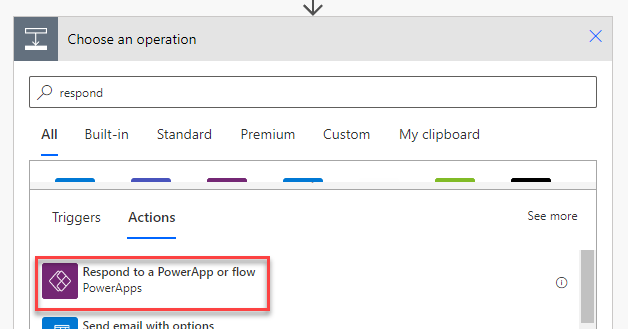 Choose an operation
respond
All Built-in Standard Premium Custom My clipboard
Triggers Actions See more
Respond to a PowerApp or flow
PowerApps
Send email with options